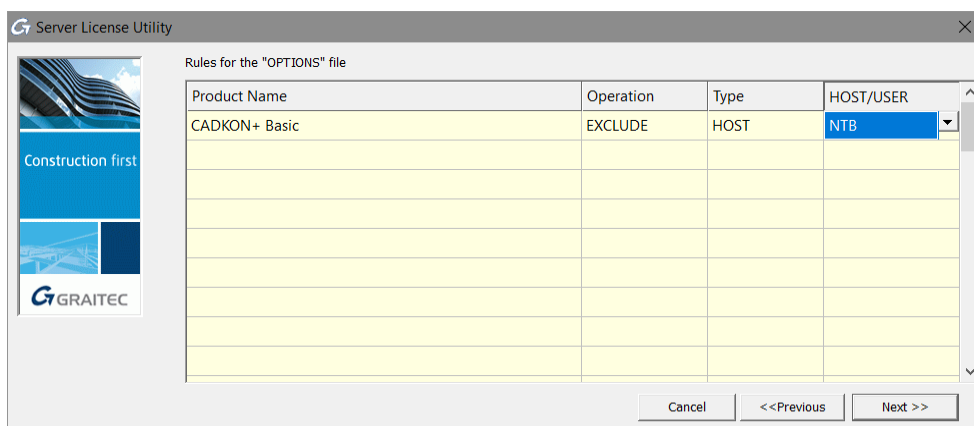 Server License Utility
Rules for the "OPTIONS" file
Product Name Operation Type HOST/USER
CADKON+ Basic EXCLUDE HOST NTB
Construction first
GRAITEC
Cancel <<Previous Next >>